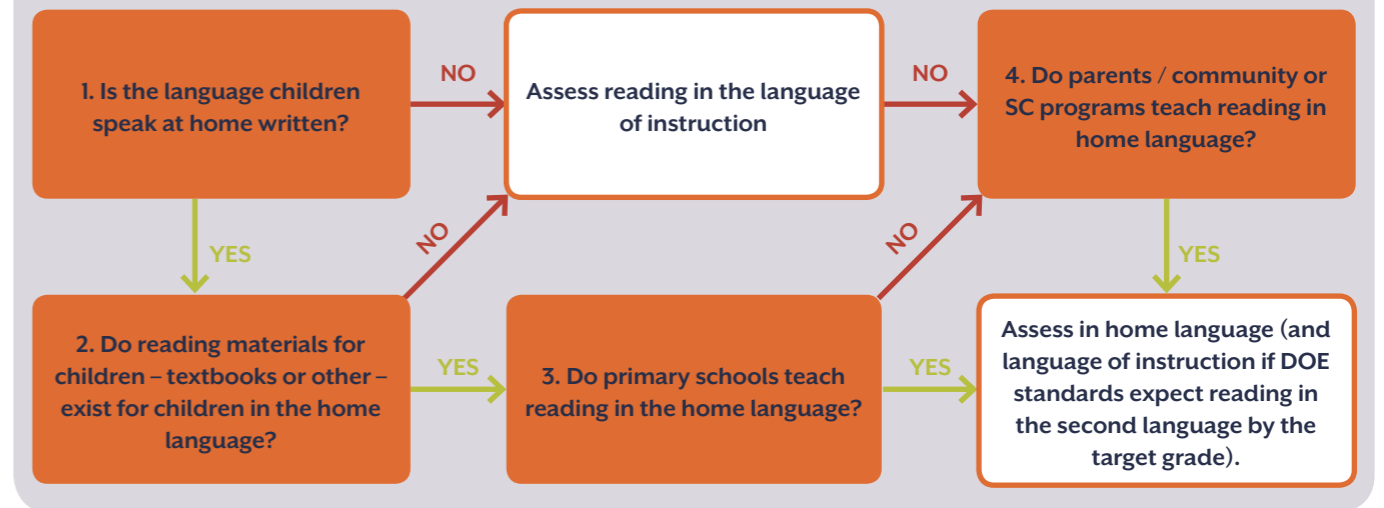 1. Is the language children
speak at home written?
NO
Assess reading in the language
of instruction
NO
4. Do parents / community or
SC programs teach reading in
home language?
YES
NO
NO
YES
2. Do reading materials for
children – textbooks or other –
exist for children in the home
language?
YES
3. Do primary schools teach
reading in the home language?
YES
Assess in home language (and
language of instruction if DOE
standards expect reading in
the second language by the
target grade).